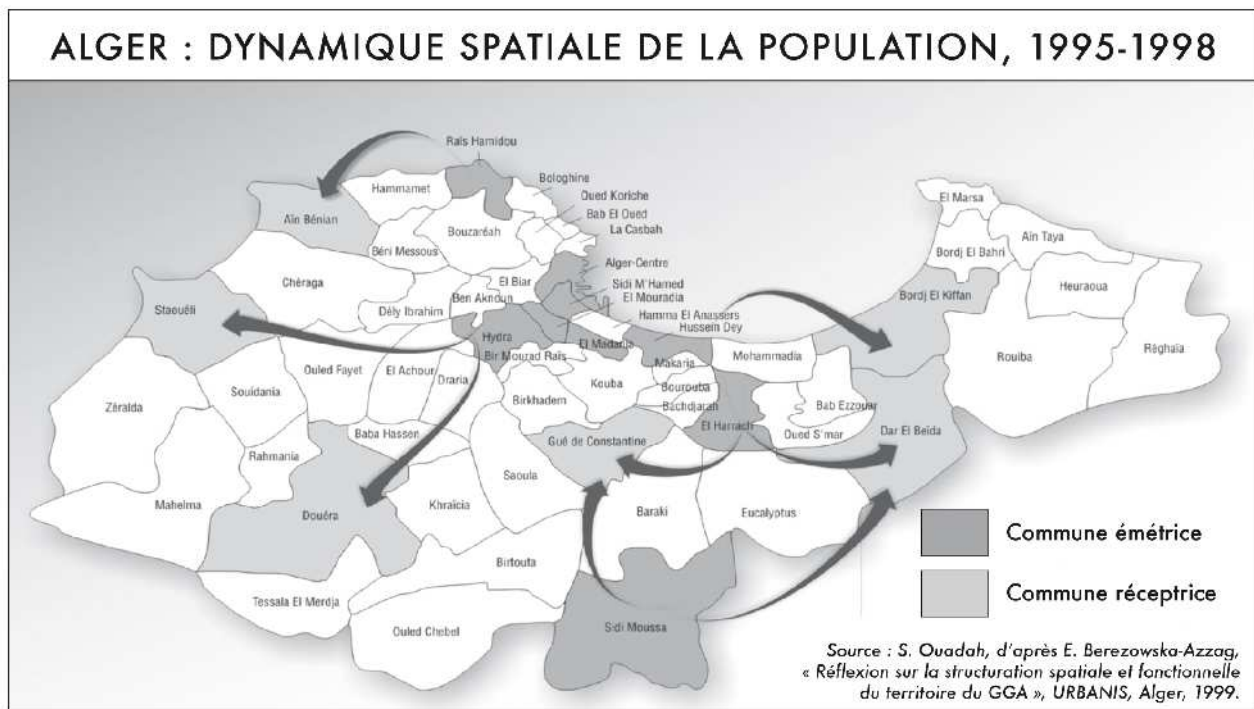 ALGER : DYNAMIQUE SPATIALE DE LA POPULATION, 1995-1998
Raïs Hamidou
Bologhine
Hammamet
Oued Koriche
Bab El Oued
La Casbah
Aïn Bénian
Bouzaréah
Béni Messous
El Marsa
Aïn Taya
Bordj El Bahri
Alger-Centre
Chéraga
El Biar
Sidi M'Hamed
El Mouradia
Ben Aknoun
Heuraoua
Bordj El Kiffan
Staouéli
Dély Ibrahim
Hamma El Anassers
Hussein Dey
Hydra
El Madania
Bir Mourad Raïs
Makaria
Mohammadia
Rouiba
Réghaïa
Ouled Fayet
El Achour
Draria
Kouba
Bourouba
Souidania
Birkhadem
Bachdjarah
Bab Ezzouar
Zéralda
El Harrach
Oued S'mar
Dar El Beïda
Baba Hassen
Gué de Constantine
Rahmania
Saoula
Mahelma
Douéra
Khraïcia
Baraki
Eucalyptus
Commune émétrice
Birtouta
Commune réceptrice
Tessala El Merdja
Ouled Chebel
Sidi Moussa
Source : S. Ouadah, d'après E. Berezowska-Azzag,
« Réflexion sur la structuration spatiale et fonctionnelle
du territoire du GGA », URBANIS, Alger, 1999.